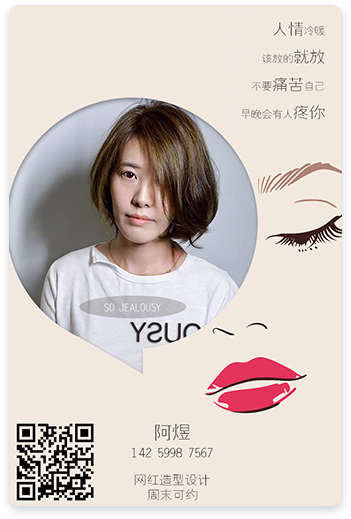 人情冷暖
该放的就放
不要痛苦自己
早晚会有人疼你
SO JEALOUSY
阿煜
142 5998 7567
网红造型设计
周末可约